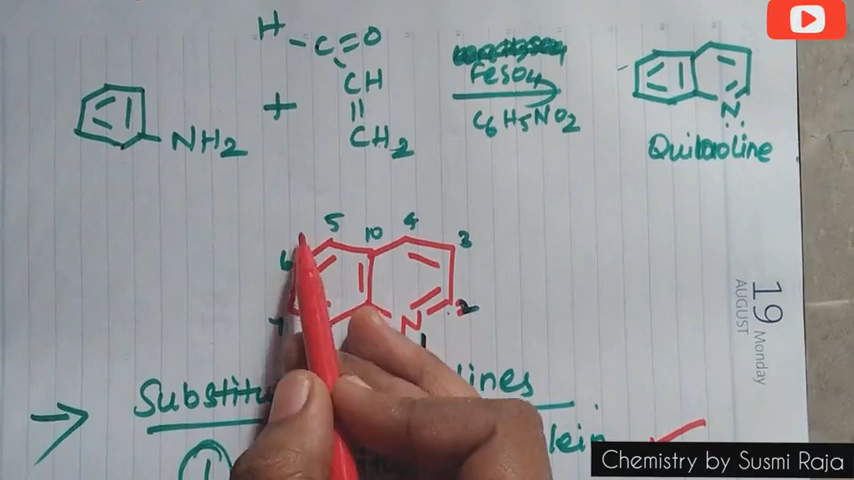 H - C = O
CH
||
CH2
NH2
+
FeSO4
C6H5NO2
N
Quinoline
5 10 4 3
6
7 2
N
1
19
Monday
AUGUST
lines
lein
1
Chemistry by Susmi Raja